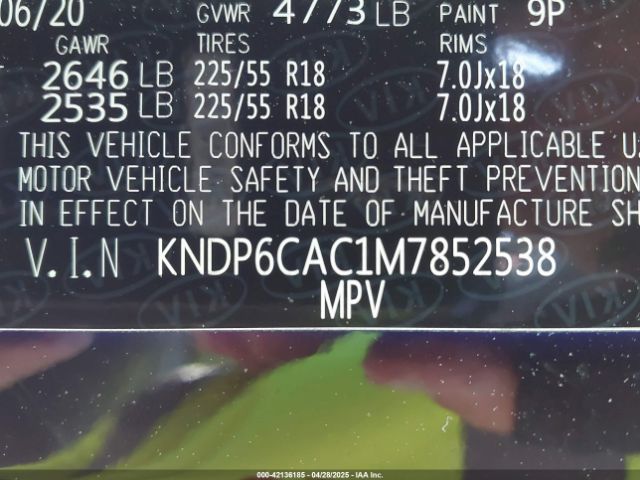 06/20 GVWR 4773 LB PAINT 9P
GAWR TIRES RIMS
2646 LB 225/55 R18 7.0Jx18
2535 LB 225/55 R18 7.0Jx18
THIS VEHICLE CONFORMS TO ALL APPLICABLE U.
MOTOR VEHICLE SAFETY AND THEFT PREVENTION
IN EFFECT ON THE DATE OF MANUFACTURE SH
V.I.N KNDP6CAC1M7852538
MPV
000-42136185 - 04/28/2025 - IAA Inc.